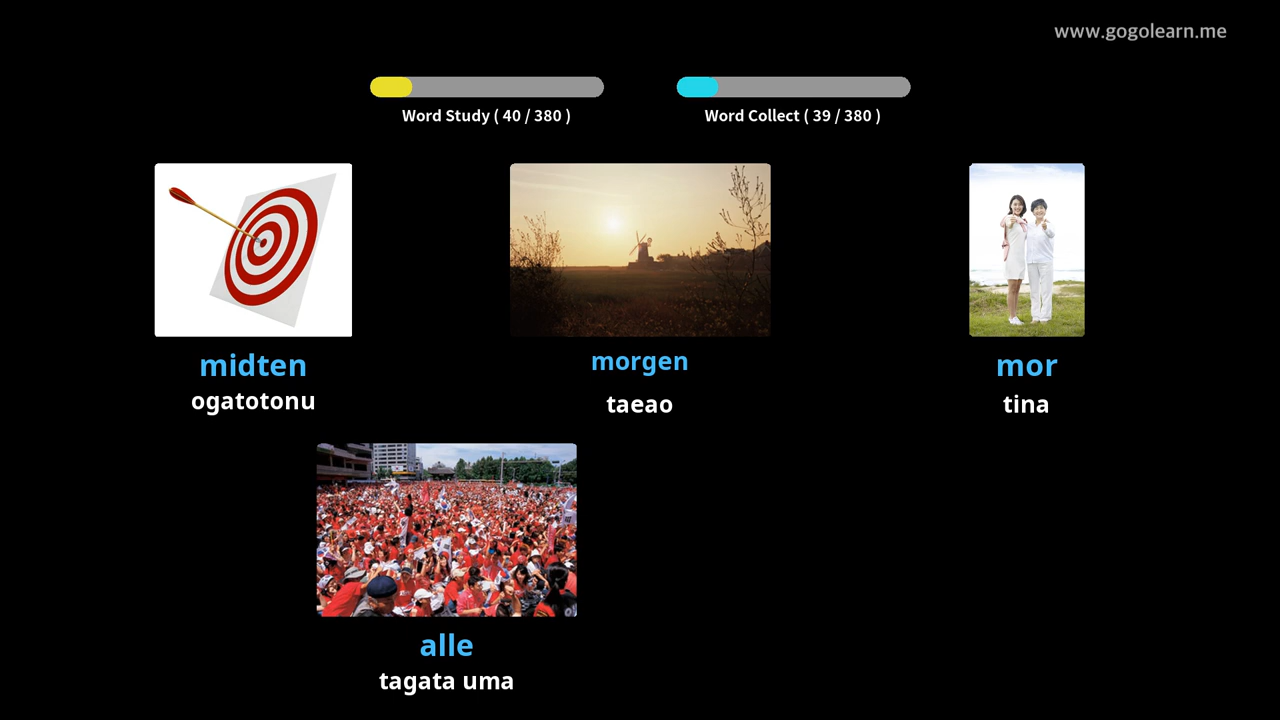 www.gogolearn.me
Word Study ( 40 / 380 )
Word Collect ( 39 / 380 )
midten
ogatotonu
morgen
taeao
mor
tina
alle
tagata uma